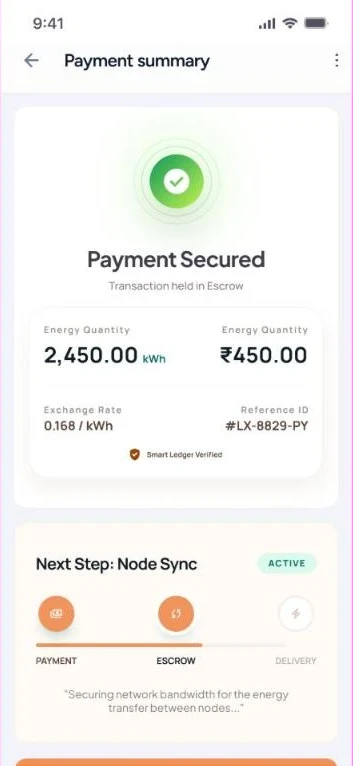 9:41
Payment summary
Payment Secured
Transaction held in Escrow
Energy Quantity
Energy Quantity
2,450.00 kWh
₹450.00
Exchange Rate
Reference ID
0.168 / kWh
#LX-8829-PY
Smart Ledger Verified
Next Step: Node Sync
ACTIVE
PAYMENT
ESCROW
DELIVERY
"Securing network bandwidth for the energy
transfer between nodes..."